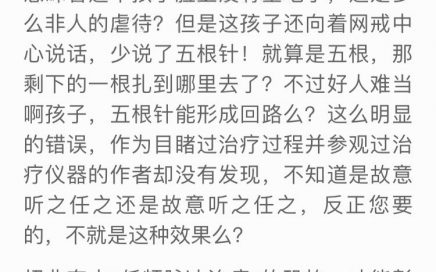 么非人的虐待？但是这孩子还向着网戒中
心说话，少说了五根针！就算是五根，那
剩下的一根扎到哪里去了？不过好人难当
啊孩子，五根针能形成回路么？这么明显
的错误，作为目睹过治疗过程并参观过治
疗仪器的作者却没有发现，不知道是故意
听之任之还是故意听之任之，反正您要
的，不就是这种效果么？